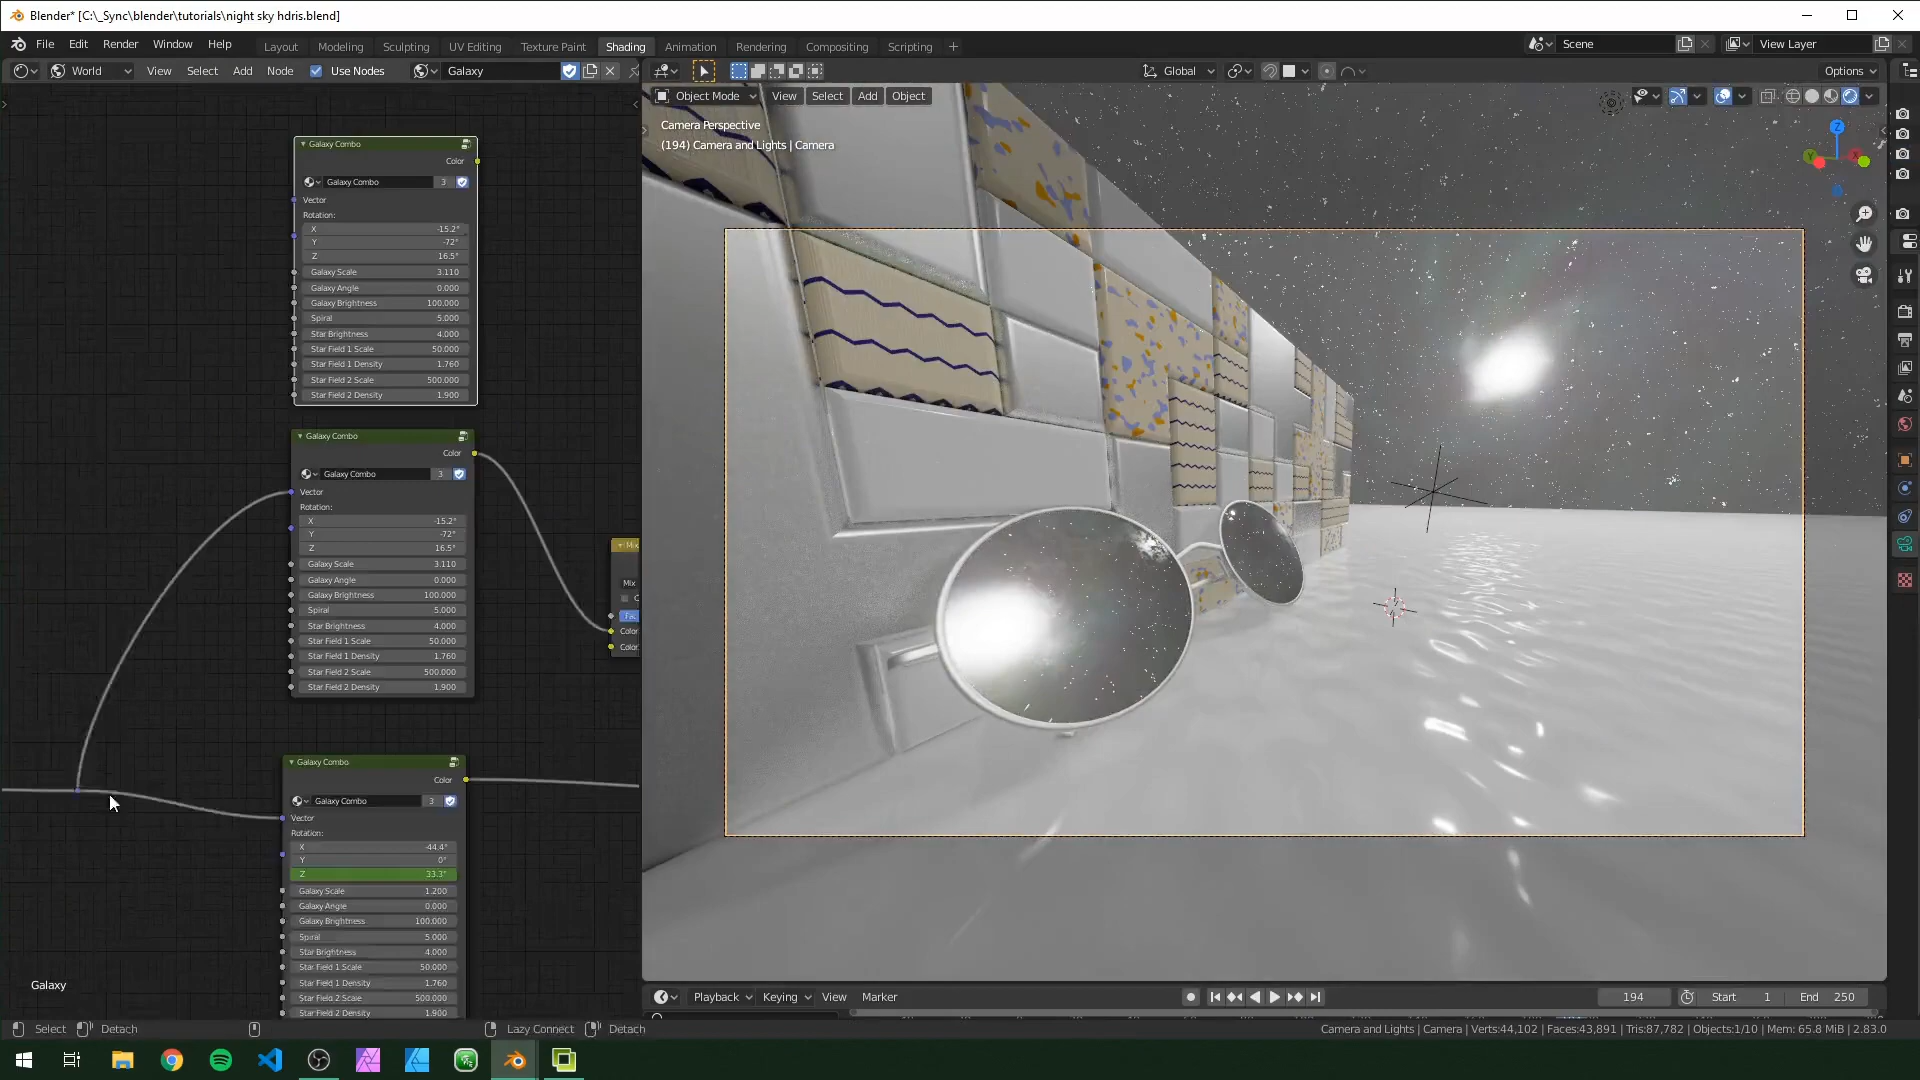 Blender* [C:\_Sync\blender\tutorials\night sky hdris.blend]
File Edit Render Window Help Layout Modeling Sculpting UV Editing Texture Paint Shading Animation Rendering Compositing Scripting + Scene View Layer
World View Select Add Node Use Nodes Galaxy Global Options
Object Mode View Select Add Object
Camera Perspective
(194) Camera and Lights | Camera
Galaxy Combo
Color
Galaxy Combo 3
Vector
Rotation:
X -15.2°
Y -72°
Z 16.5°
Galaxy Scale 3.110
Galaxy Angle 0.000
Galaxy Brightness 100.000
Spiral 5.000
Star Brightness 4.000
Star Field 1 Scale 50.000
Star Field 1 Density 1.760
Star Field 2 Scale 500.000
Star Field 2 Density 1.900
Galaxy Combo
Color
Galaxy Combo 3
Vector
Rotation:
X -15.2°
Y -72°
Z 16.5°
Galaxy Scale 3.110
Galaxy Angle 0.000
Galaxy Brightness 100.000
Spiral 5.000
Star Brightness 4.000
Star Field 1 Scale 50.000
Star Field 1 Density 1.760
Star Field 2 Scale 500.000
Star Field 2 Density 1.900
Mix
Mix
C
Fac
Color
Color
Galaxy Combo
Color
Galaxy Combo 3
Vector
Rotation:
X -44.4°
Y 0°
Z 33.3°
Galaxy Scale 1.200
Galaxy Angle 0.000
Galaxy Brightness 100.000
Spiral 5.000
Star Brightness 4.000
Star Field 1 Scale 50.000
Star Field 1 Density 1.760
Star Field 2 Scale 500.000
Star Field 2 Density 1.900
Galaxy
Z
Y
X
Playback Keying View Marker 194 Start 1 End 250
Select Detach Lazy Connect Detach Camera and Lights | Camera | Verts:44,102 | Faces:43,891 | Tris:87,782 | Objects:1/10 | Mem: 65.8 MiB | 2.83.0